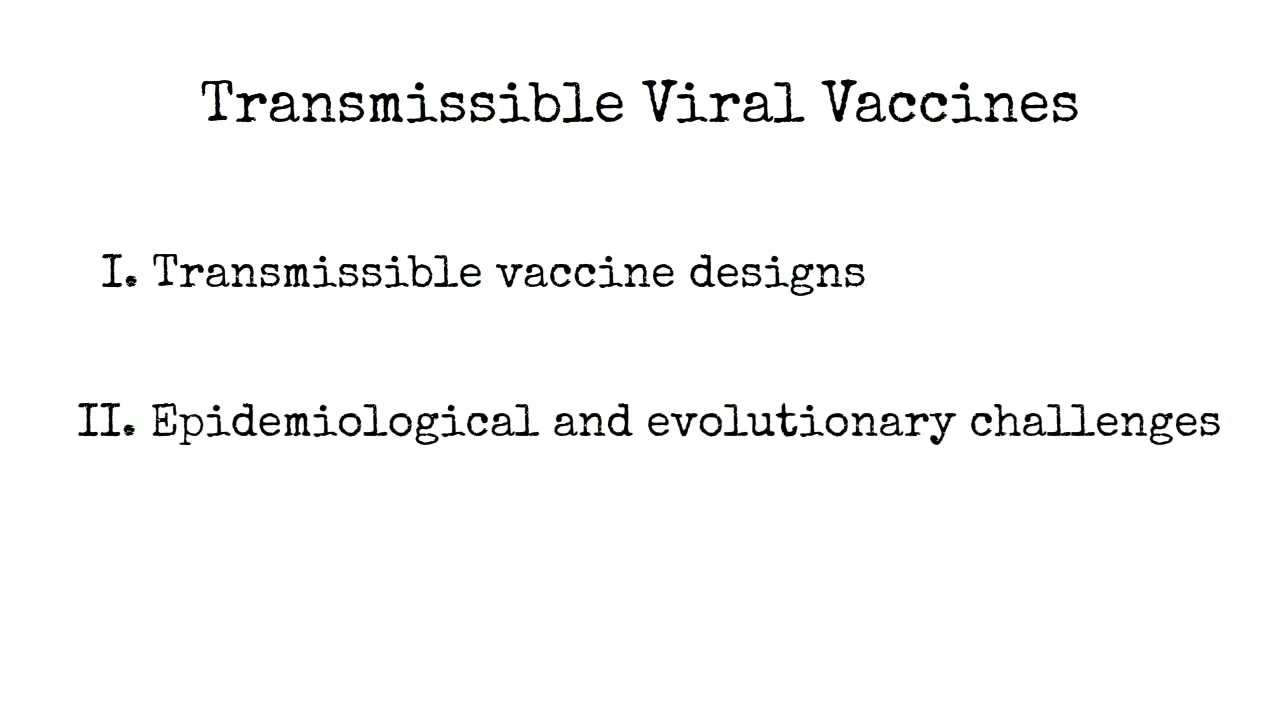 Transmissible Viral Vaccines
I. Transmissible vaccine designs
II. Epidemiological and evolutionary challenges